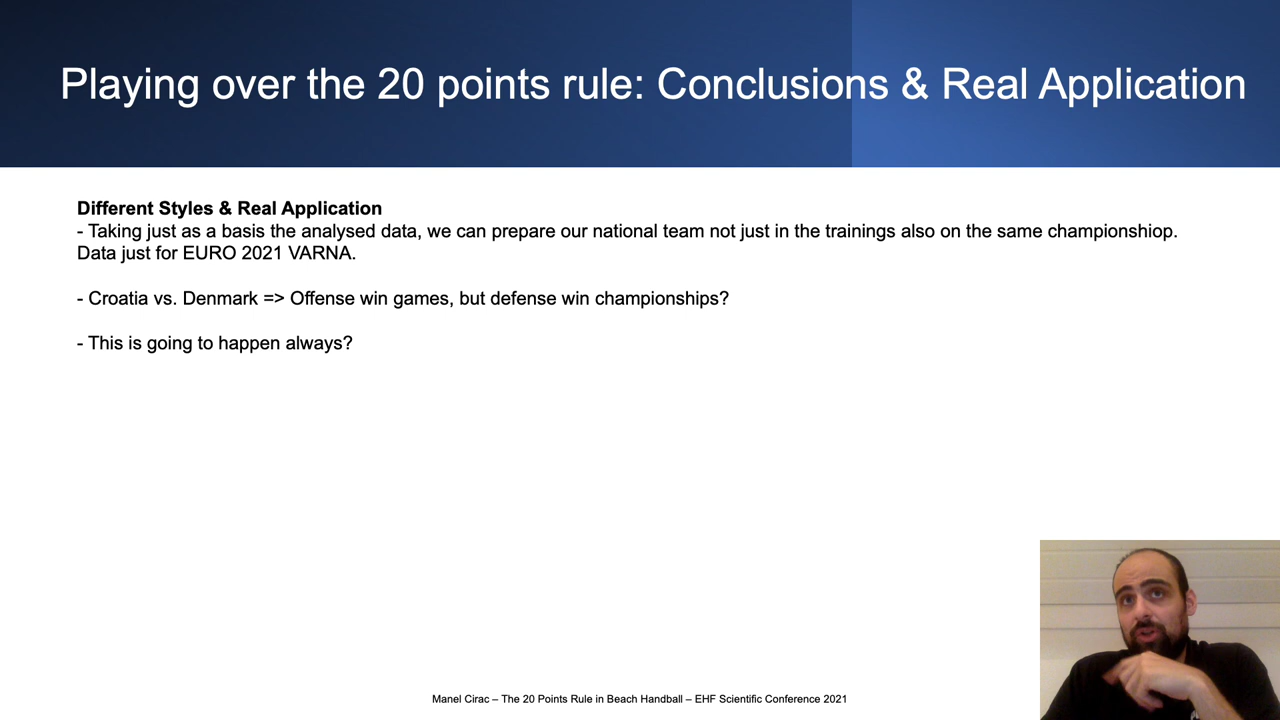 Playing over the 20 points rule: Conclusions & Real Application
Different Styles & Real Application
- Taking just as a basis the analysed data, we can prepare our national team not just in the trainings also on the same championshiop.
Data just for EURO 2021 VARNA.
- Croatia vs. Denmark => Offense win games, but defense win championships?
- This is going to happen always?
Manel Cirac – The 20 Points Rule in Beach Handball – EHF Scientific Conference 2021